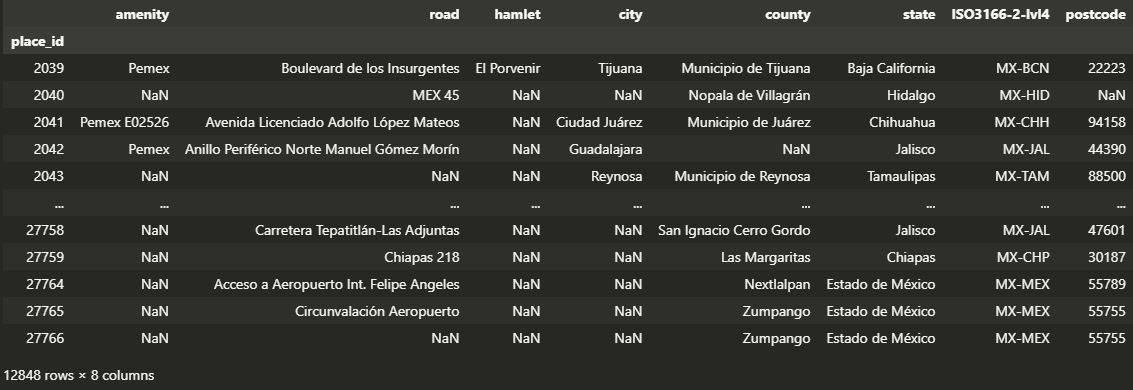 amenity road hamlet city county state ISO3166-2-lvl4 postcode
place_id
2039 Pemex Boulevard de los Insurgentes El Porvenir Tijuana Municipio de Tijuana Baja California MX-BCN 22223
2040 NaN MEX 45 NaN NaN Nopala de Villagrán Hidalgo MX-HID NaN
2041 Pemex E02526 Avenida Licenciado Adolfo López Mateos NaN Ciudad Juárez Municipio de Juárez Chihuahua MX-CHH 94158
2042 Pemex Anillo Periférico Norte Manuel Gómez Morín NaN Guadalajara NaN Jalisco MX-JAL 44390
2043 NaN NaN NaN Reynosa Municipio de Reynosa Tamaulipas MX-TAM 88500
... ... ... ... ... ... ... ... ...
27758 NaN Carretera Tepatitlán-Las Adjuntas NaN NaN San Ignacio Cerro Gordo Jalisco MX-JAL 47601
27759 NaN Chiapas 218 NaN NaN Las Margaritas Chiapas MX-CHP 30187
27764 NaN Acceso a Aeropuerto Int. Felipe Angeles NaN NaN Nextlalpan Estado de México MX-MEX 55789
27765 NaN Circunvalación Aeropuerto NaN NaN Zumpango Estado de México MX-MEX 55755
27766 NaN NaN NaN NaN Zumpango Estado de México MX-MEX 55755
12848 rows × 8 columns